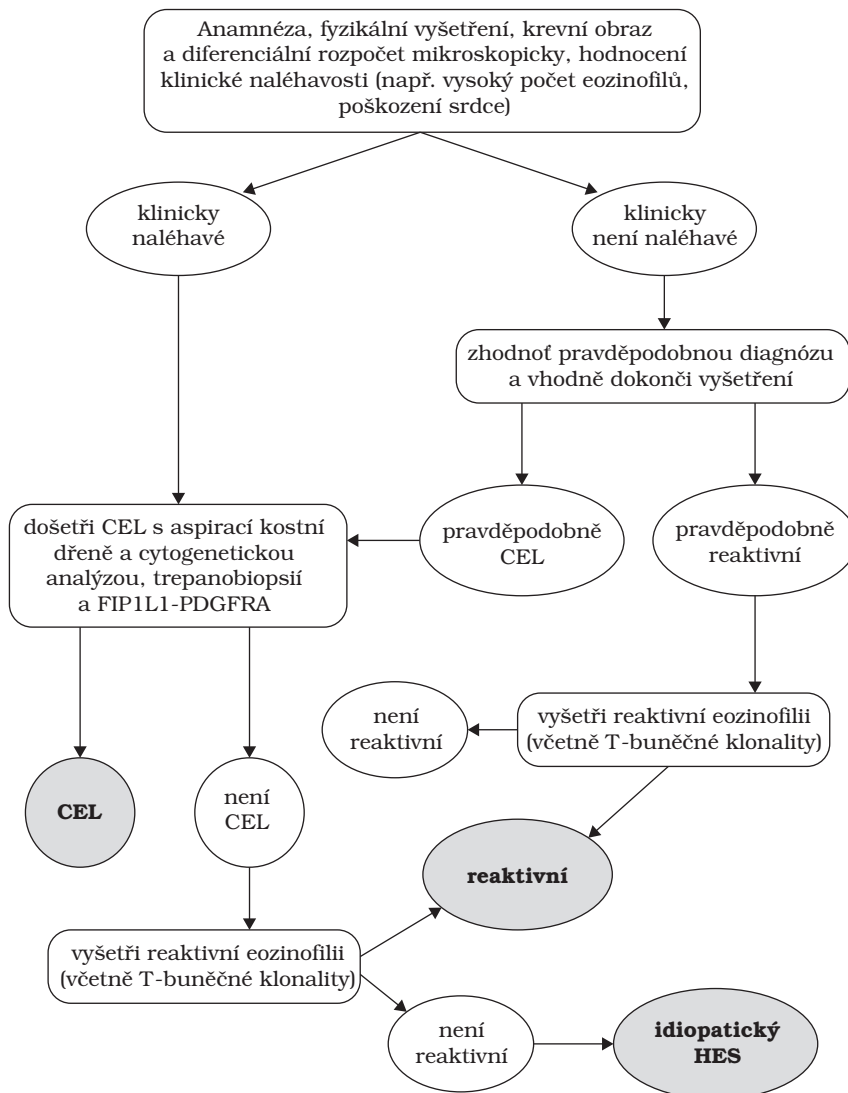 Anamnéza, fyzikální vyšetření, krevní obraz
a diferenciální rozpočet mikroskopicky, hodnocení
klinické naléhavosti (např. vysoký počet eozinofilů,
poškození srdce)
klinicky
naléhavé
klinicky
není naléhavé
zhodnoť pravděpodobnou diagnózu
a vhodně dokonči vyšetření
došetři CEL s aspirací kostní
dřeně a cytogenetickou
analýzou, trepanobiopsií
a FIP1L1-PDGFRA
pravděpodobně
CEL
pravděpodobně
reaktivní
není
reaktivní
vyšetři reaktivní eozinofilii
(včetně T-buněčné klonality)
CEL
není
CEL
reaktivní
vyšetři reaktivní eozinofilii
(včetně T-buněčné klonality)
není
reaktivní
idiopatický
HES